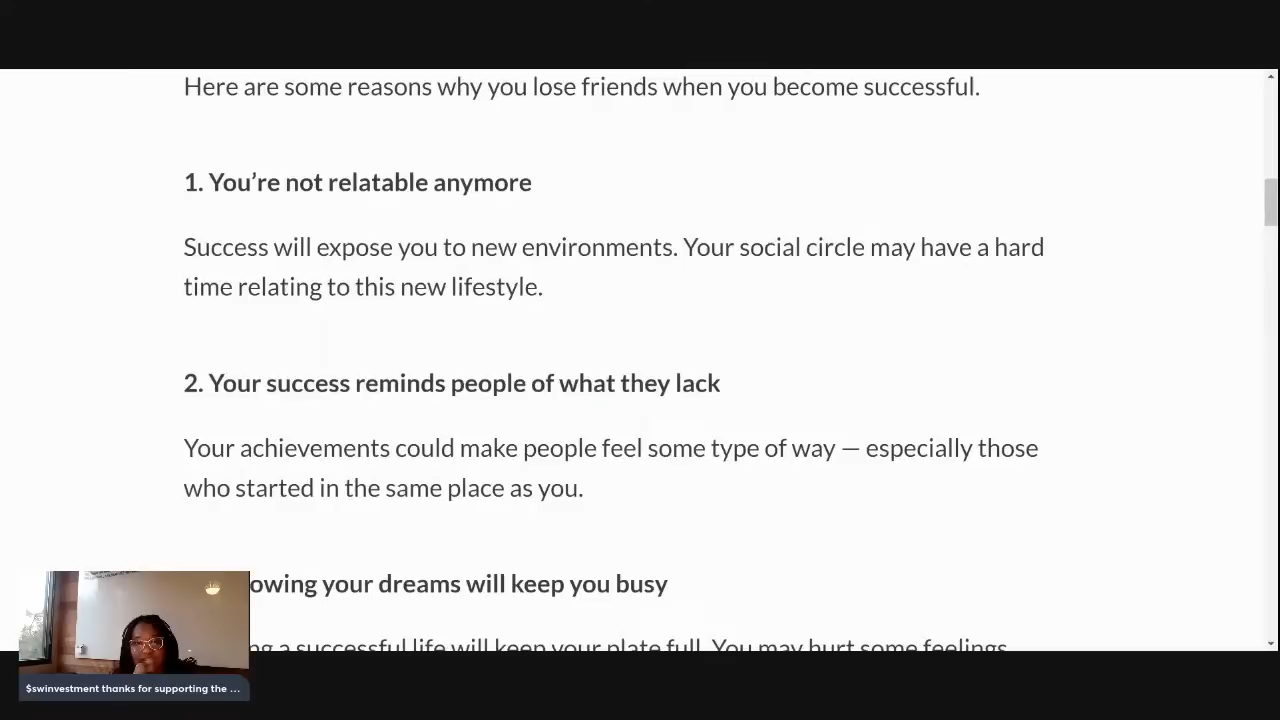 Here are some reasons why you lose friends when you become successful.
1. You're not relatable anymore
Success will expose you to new environments. Your social circle may have a hard
time relating to this new lifestyle.
2. Your success reminds people of what they lack
Your achievements could make people feel some type of way — especially those
who started in the same place as you.
owing your dreams will keep you busy
ng a successful life will keep your plate full. You may hurt some feelings
$swinvestment thanks for supporting the ...